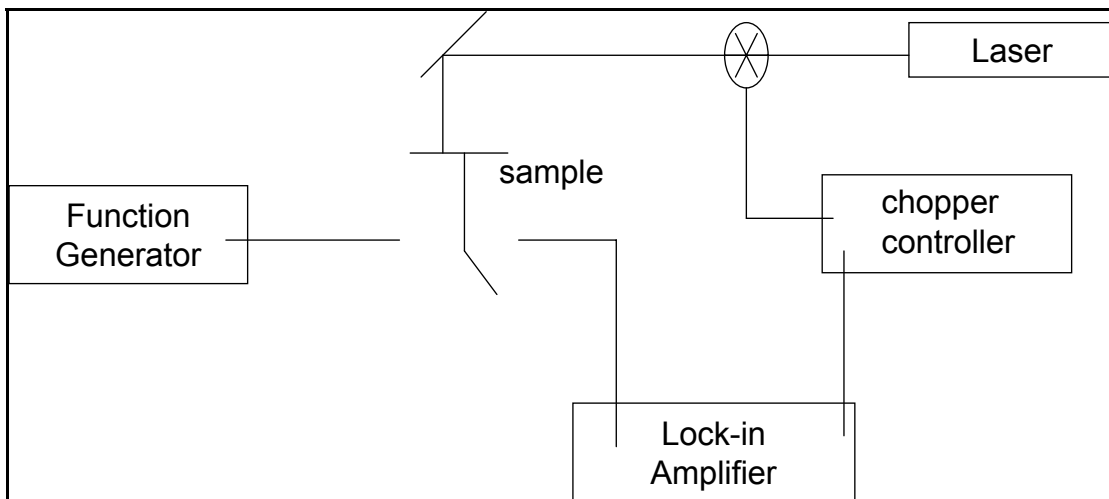 Laser
sample
Function
Generator
chopper
controller
Lock-in
Amplifier